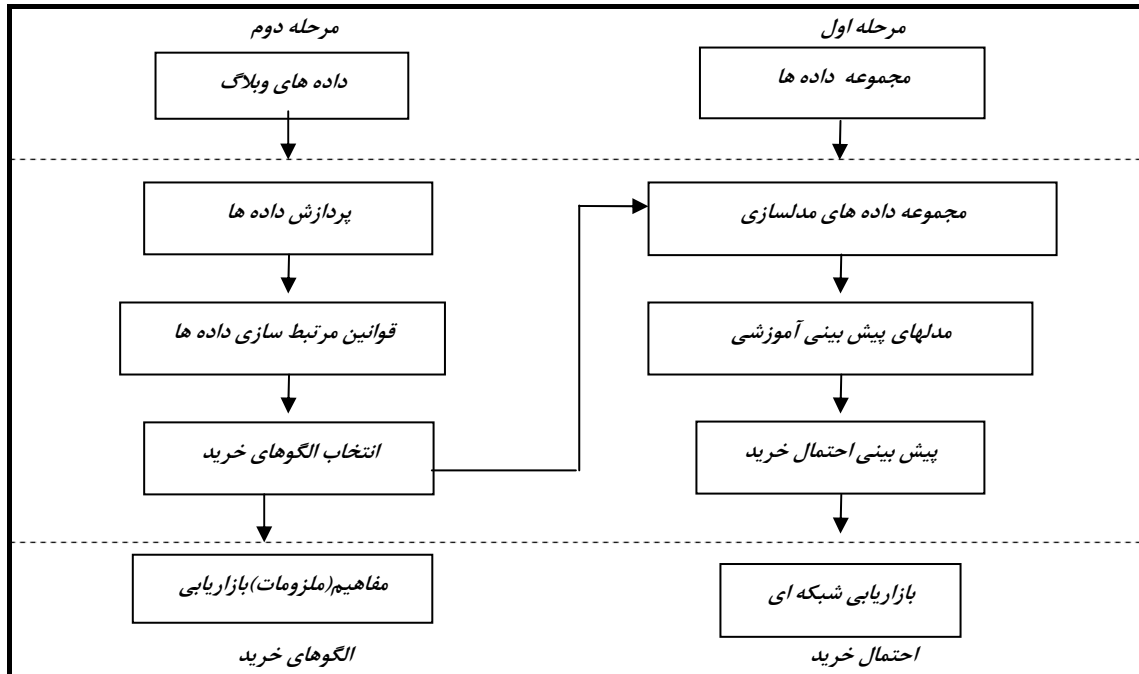 مرحله اول
مرحله دوم
مجموعه داده ها
داده های وبلاگ
مجموعه داده های مدلسازی
پردازش داده ها
مدلهای پیش بینی آموزشی
قوانین مرتبط سازی داده ها
پیش بینی احتمال خرید
انتخاب الگوهای خرید
بازاریابی شبکه ای
مفاهیم(ملزومات)بازاریابی
احتمال خرید
الگوهای خرید